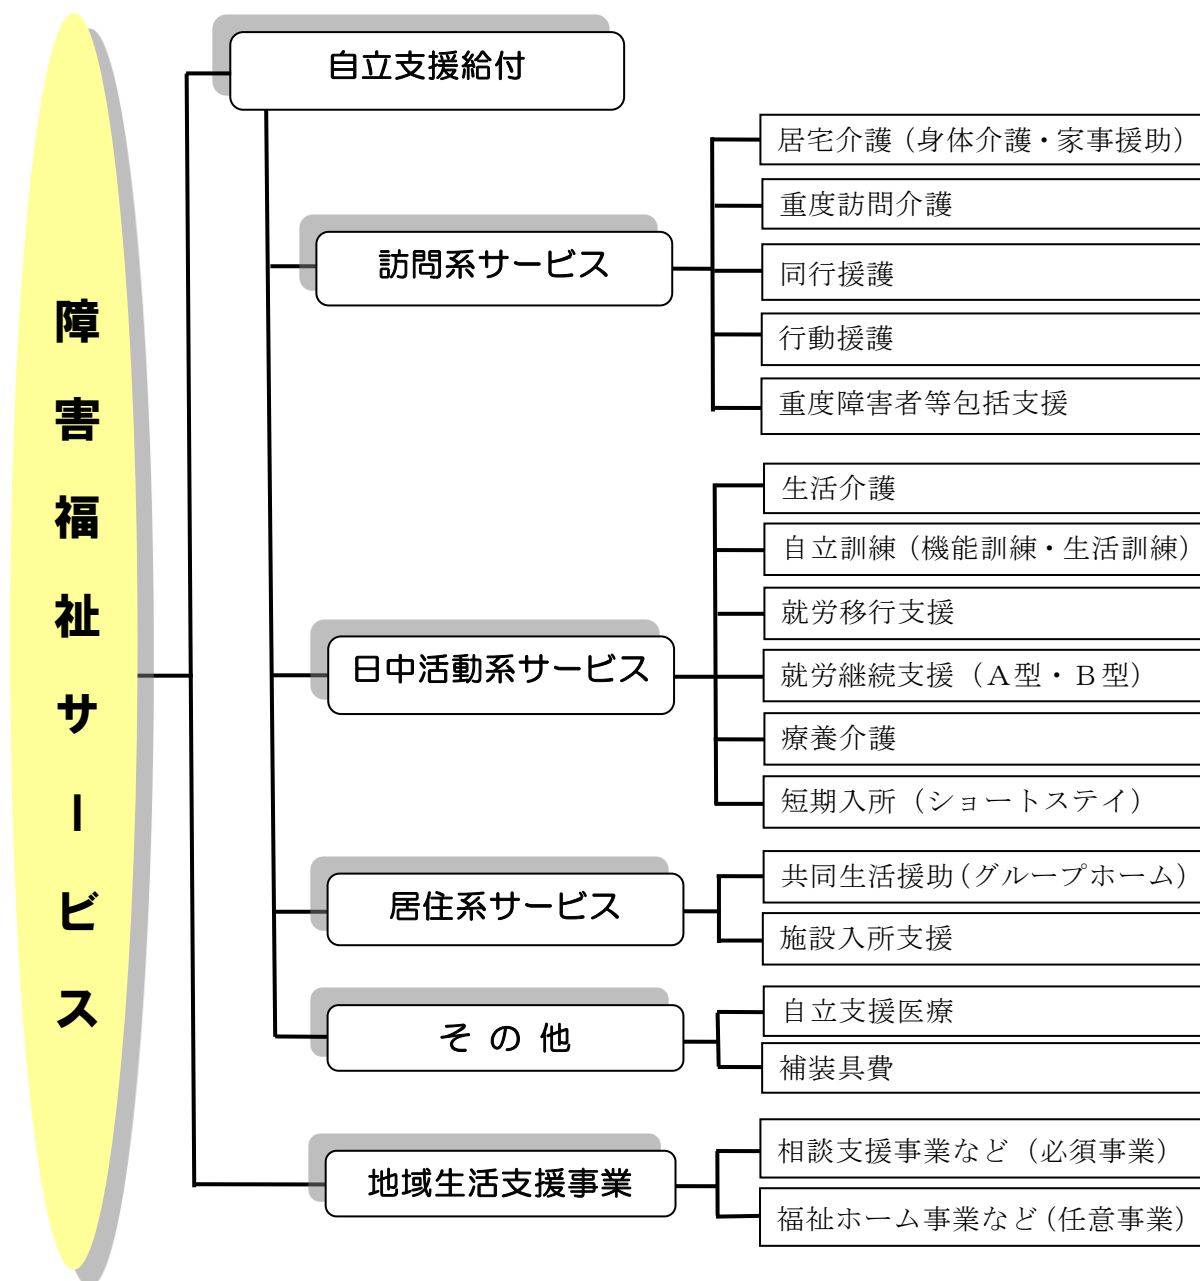 障害福祉サービス
自立支援給付
訪問系サービス
居宅介護（身体介護・家事援助）
重度訪問介護
同行援護
行動援護
重度障害者等包括支援
日中活動系サービス
生活介護
自立訓練（機能訓練・生活訓練）
就労移行支援
就労継続支援（Ａ型・Ｂ型）
療養介護
短期入所（ショートステイ）
居住系サービス
共同生活援助（グループホーム）
施設入所支援
その他
自立支援医療
補装具費
地域生活支援事業
相談支援事業など（必須事業）
福祉ホーム事業など（任意事業）